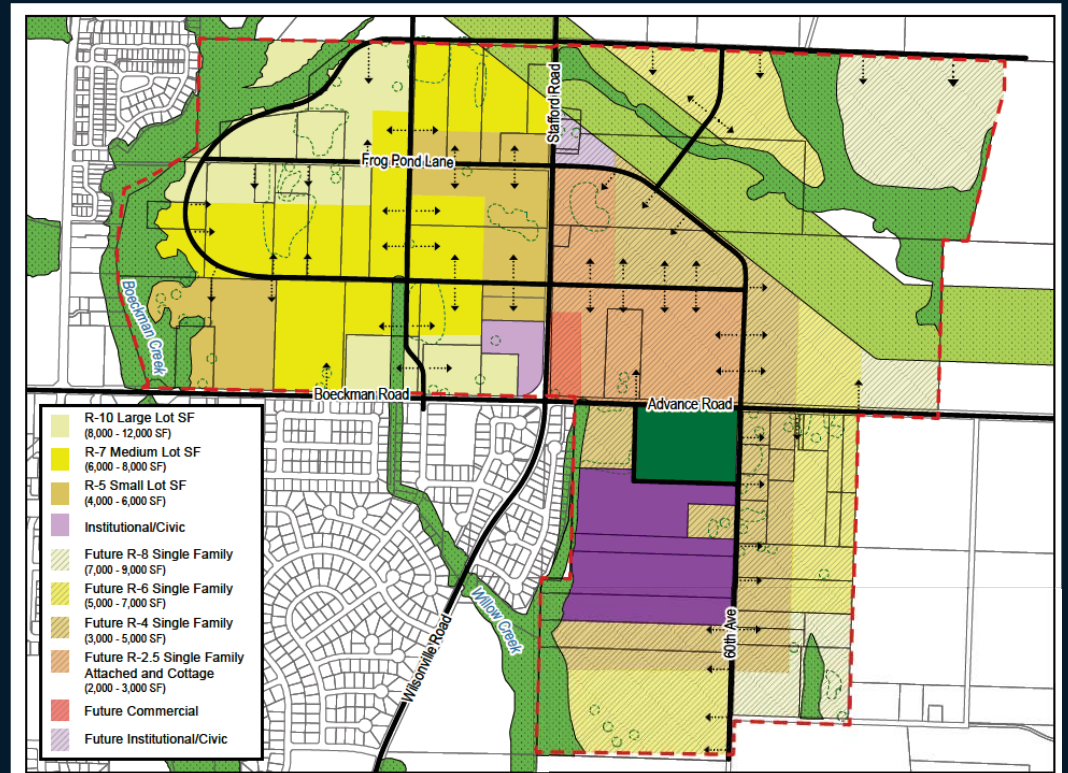 Stafford Road
Frog Pond Lane
Boeckman Creek
Boeckman Road
Advance Road
R-10 Large Lot SF
(8,000 - 12,000 SF)
R-7 Medium Lot SF
(6,000 - 8,000 SF)
R-5 Small Lot SF
(4,000 - 6,000 SF)
Institutional/Civic
Future R-8 Single Family
(7,000 - 9,000 SF)
Future R-6 Single Family
(5,000 - 7,000 SF)
Future R-4 Single Family
(3,000 - 5,000 SF)
Future R-2.5 Single Family
Attached and Cottage
(2,000 - 3,000 SF)
Future Commercial
Future Institutional/Civic
Willow Creek
Wilsonville Road
60th Ave